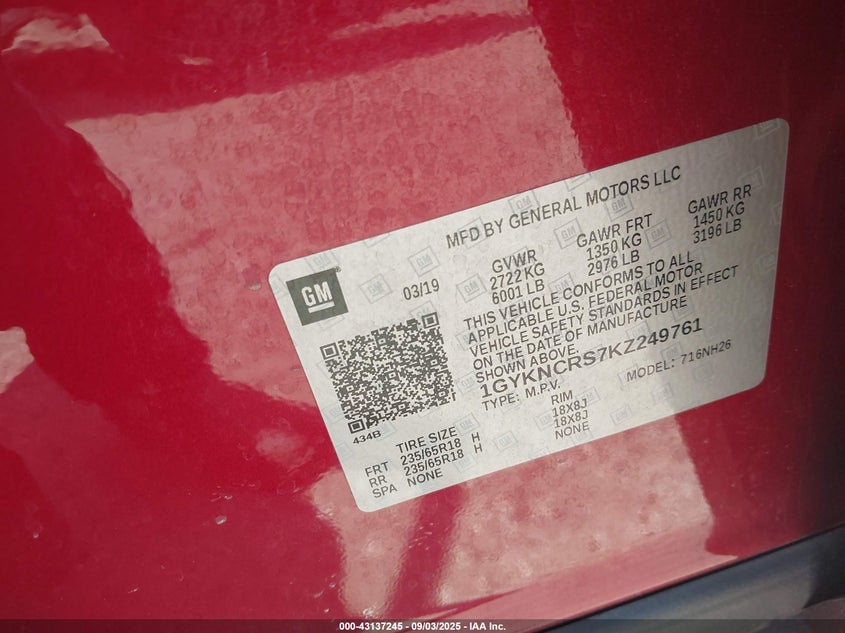 MFD BY GENERAL MOTORS LLC
GM
03/19
GVWR
2722 KG
6001 LB
GAWR FRT
1350 KG
2976 LB
GAWR RR
1450 KG
3196 LB
THIS VEHICLE CONFORMS TO ALL
APPLICABLE U.S. FEDERAL MOTOR
VEHICLE SAFETY STANDARDS IN EFFECT
ON THE DATE OF MANUFACTURE
SHOWN ABOVE.
1GYKNCRS7KZ249761
TYPE: M.P.V.
MODEL: 716NH26
434B
TIRE SIZE
RIM
FRT 235/65R18 H 18X8J
RR 235/65R18 H 18X8J
SPA NONE NONE
000-43137245 - 09/03/2025 - IAA Inc.